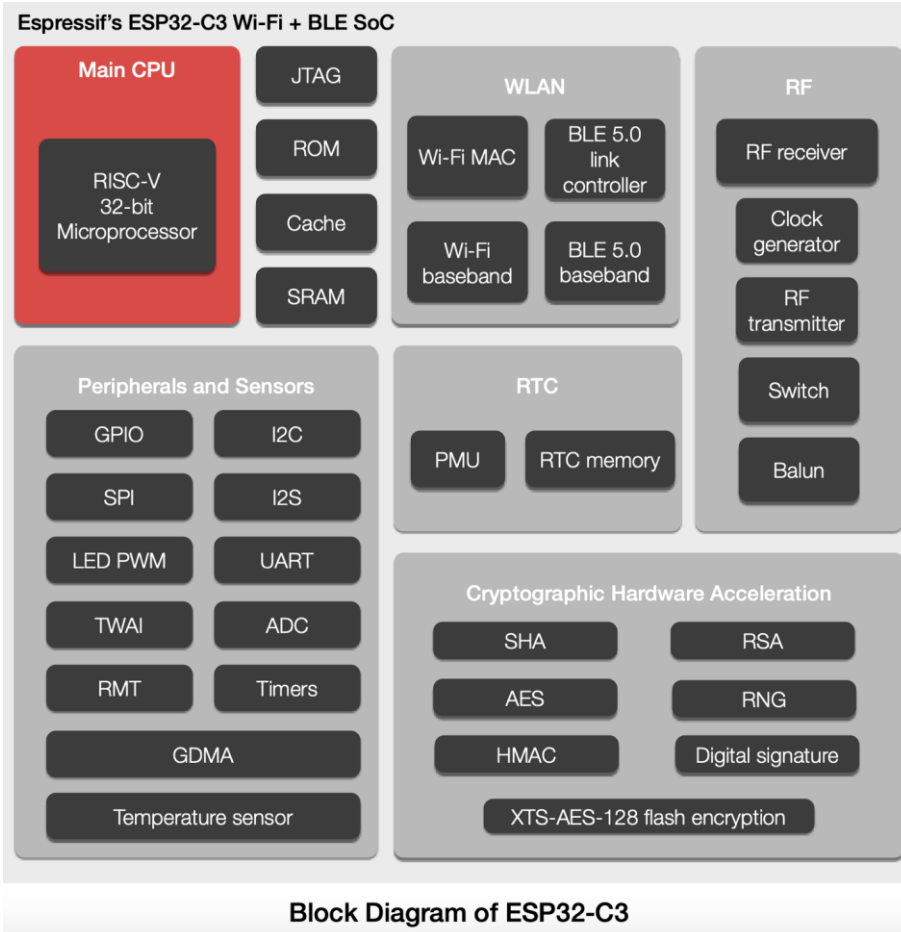 Espressif's ESP32-C3 Wi-Fi + BLE SoC
Main CPU
RISC-V
32-bit
Microprocessor
JTAG
ROM
Cache
SRAM
WLAN
Wi-Fi MAC
BLE 5.0
link
controller
Wi-Fi
baseband
BLE 5.0
baseband
RF
RF receiver
Clock
generator
RF
transmitter
Switch
Balun
Peripherals and Sensors
GPIO
I2C
SPI
I2S
LED PWM
UART
TWAI
ADC
RMT
Timers
GDMA
Temperature sensor
RTC
PMU
RTC memory
Cryptographic Hardware Acceleration
SHA
RSA
AES
RNG
HMAC
Digital signature
XTS-AES-128 flash encryption
Block Diagram of ESP32-C3